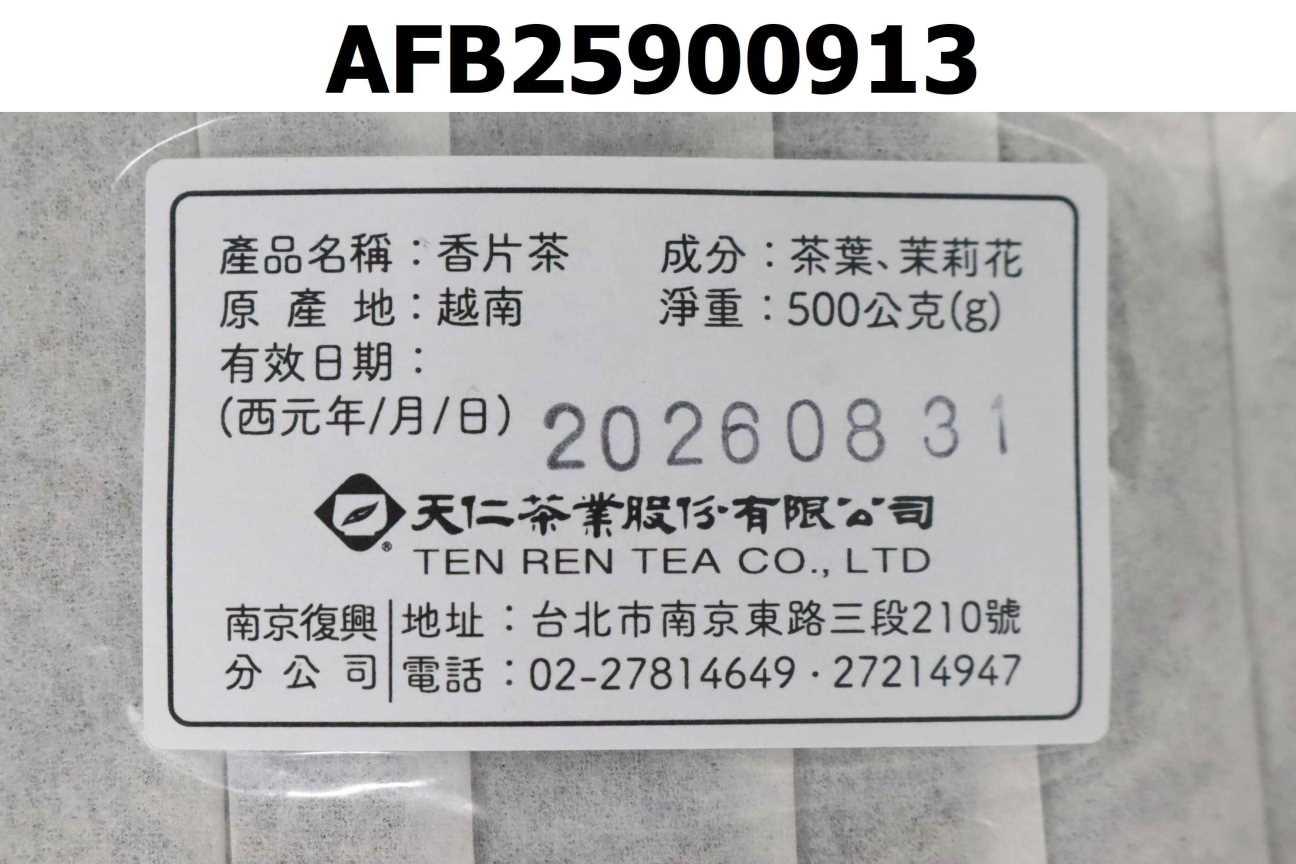 AFB25900913
產品名稱：香片茶 成分：茶葉、茉莉花
原產地：越南 淨重：500公克(g)
有效日期：
(西元年/月/日) 20260831
天仁茶業股份有限公司
®
TEN REN TEA CO., LTD
南京復興 地址：台北市南京東路三段210號
分公司 電話：02-27814649・27214947